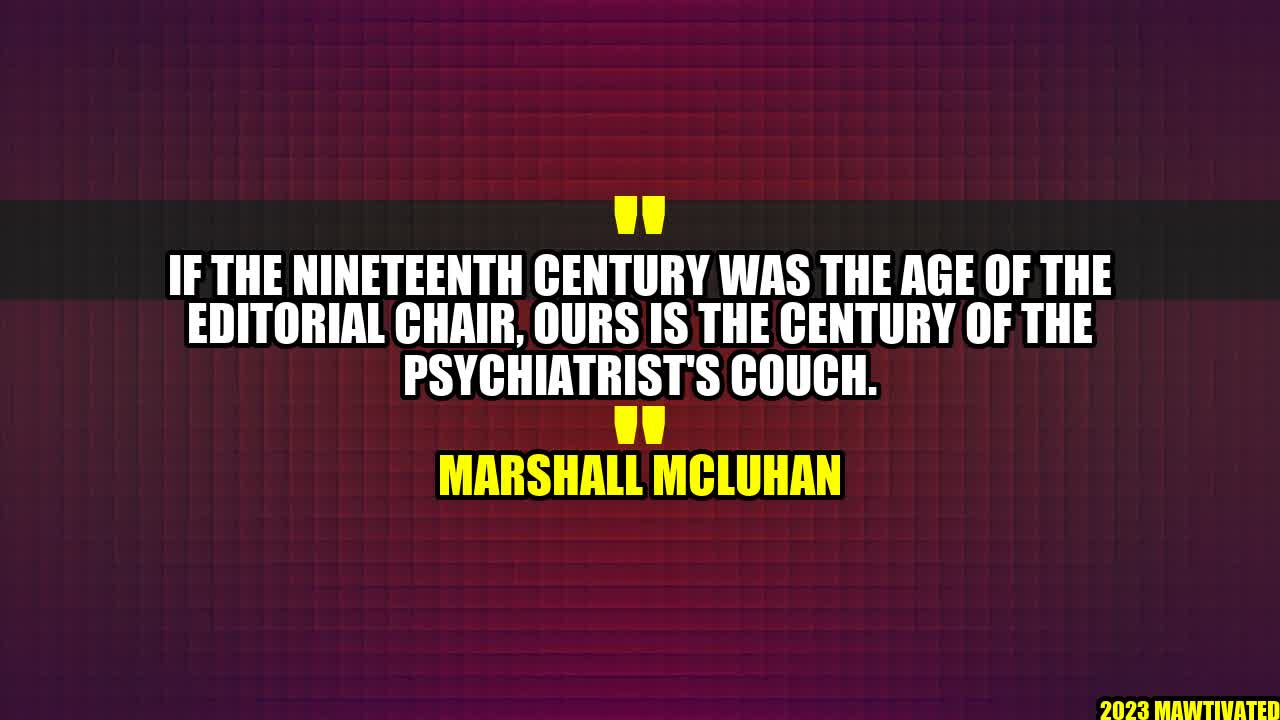 "
IF THE NINETEENTH CENTURY WAS THE AGE OF THE
EDITORIAL CHAIR, OURS IS THE CENTURY OF THE
PSYCHIATRIST'S COUCH.
"
MARSHALL MCLUHAN
2023 MAWTIVATED